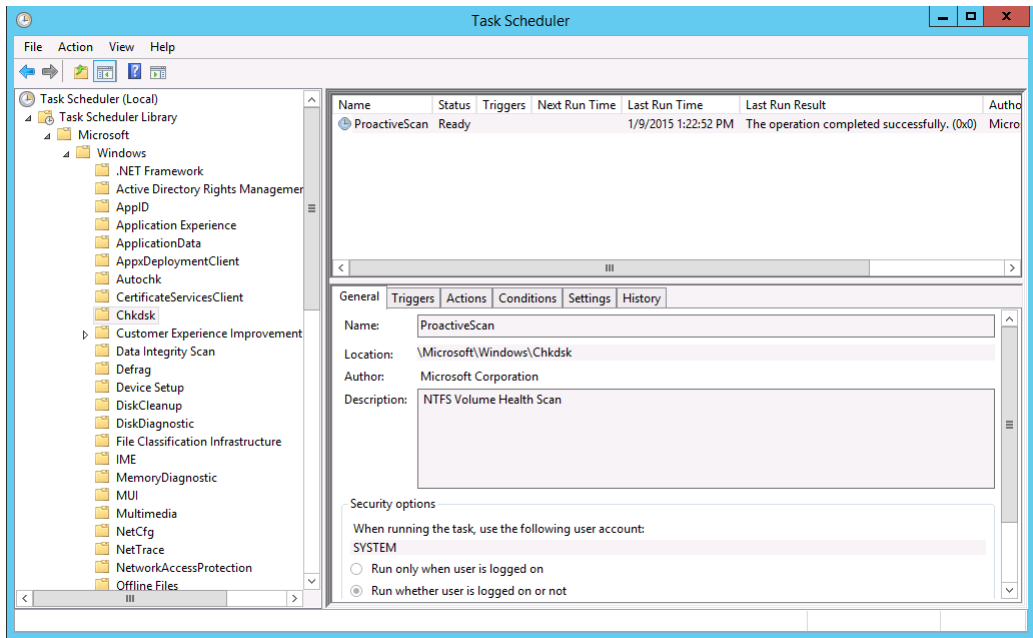 Task Scheduler
File Action View Help
Task Scheduler (Local)
Task Scheduler Library
Microsoft
Windows
.NET Framework
Active Directory Rights Managemer
AppID
Application Experience
ApplicationData
AppxDeploymentClient
Autochk
CertificateServicesClient
Chkdsk
Customer Experience Improvement
Data Integrity Scan
Defrag
Device Setup
DiskCleanup
DiskDiagnostic
File Classification Infrastructure
IME
MemoryDiagnostic
MUI
Multimedia
NetCfg
NetTrace
NetworkAccessProtection
Offline Files
Name Status Triggers Next Run Time Last Run Time Last Run Result Autho
ProactiveScan Ready 1/9/2015 1:22:52 PM The operation completed successfully. (0x0) Micro
General Triggers Actions Conditions Settings History
Name: ProactiveScan
Location: \Microsoft\Windows\Chkdsk
Author: Microsoft Corporation
Description: NTFS Volume Health Scan
Security options
When running the task, use the following user account:
SYSTEM
Run only when user is logged on
Run whether user is logged on or not